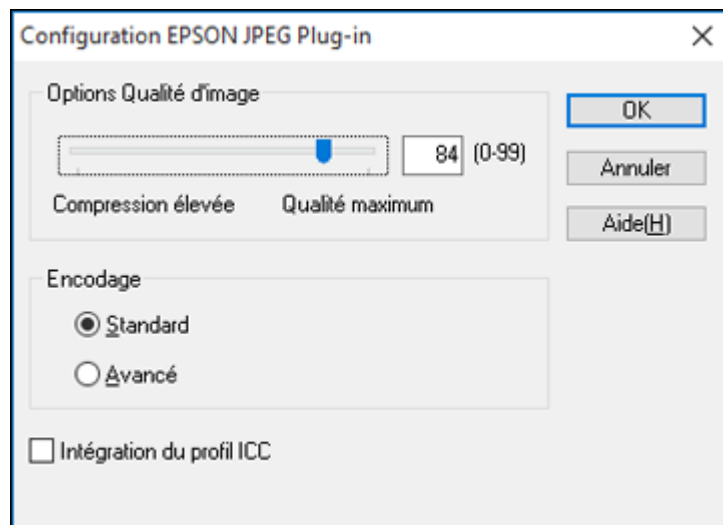 Configuration EPSON JPEG Plug-in
Options Qualité d'image
84 (0-99)
Compression élevée Qualité maximum
OK
Annuler
Aide(H)
Encodage
Standard
Avancé
Intégration du profil ICC